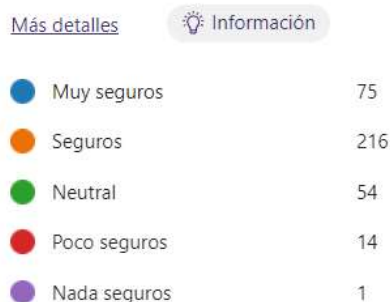 Más detalles Información
Muy seguros 75
Seguros 216
Neutral 54
Poco seguros 14
Nada seguros 1